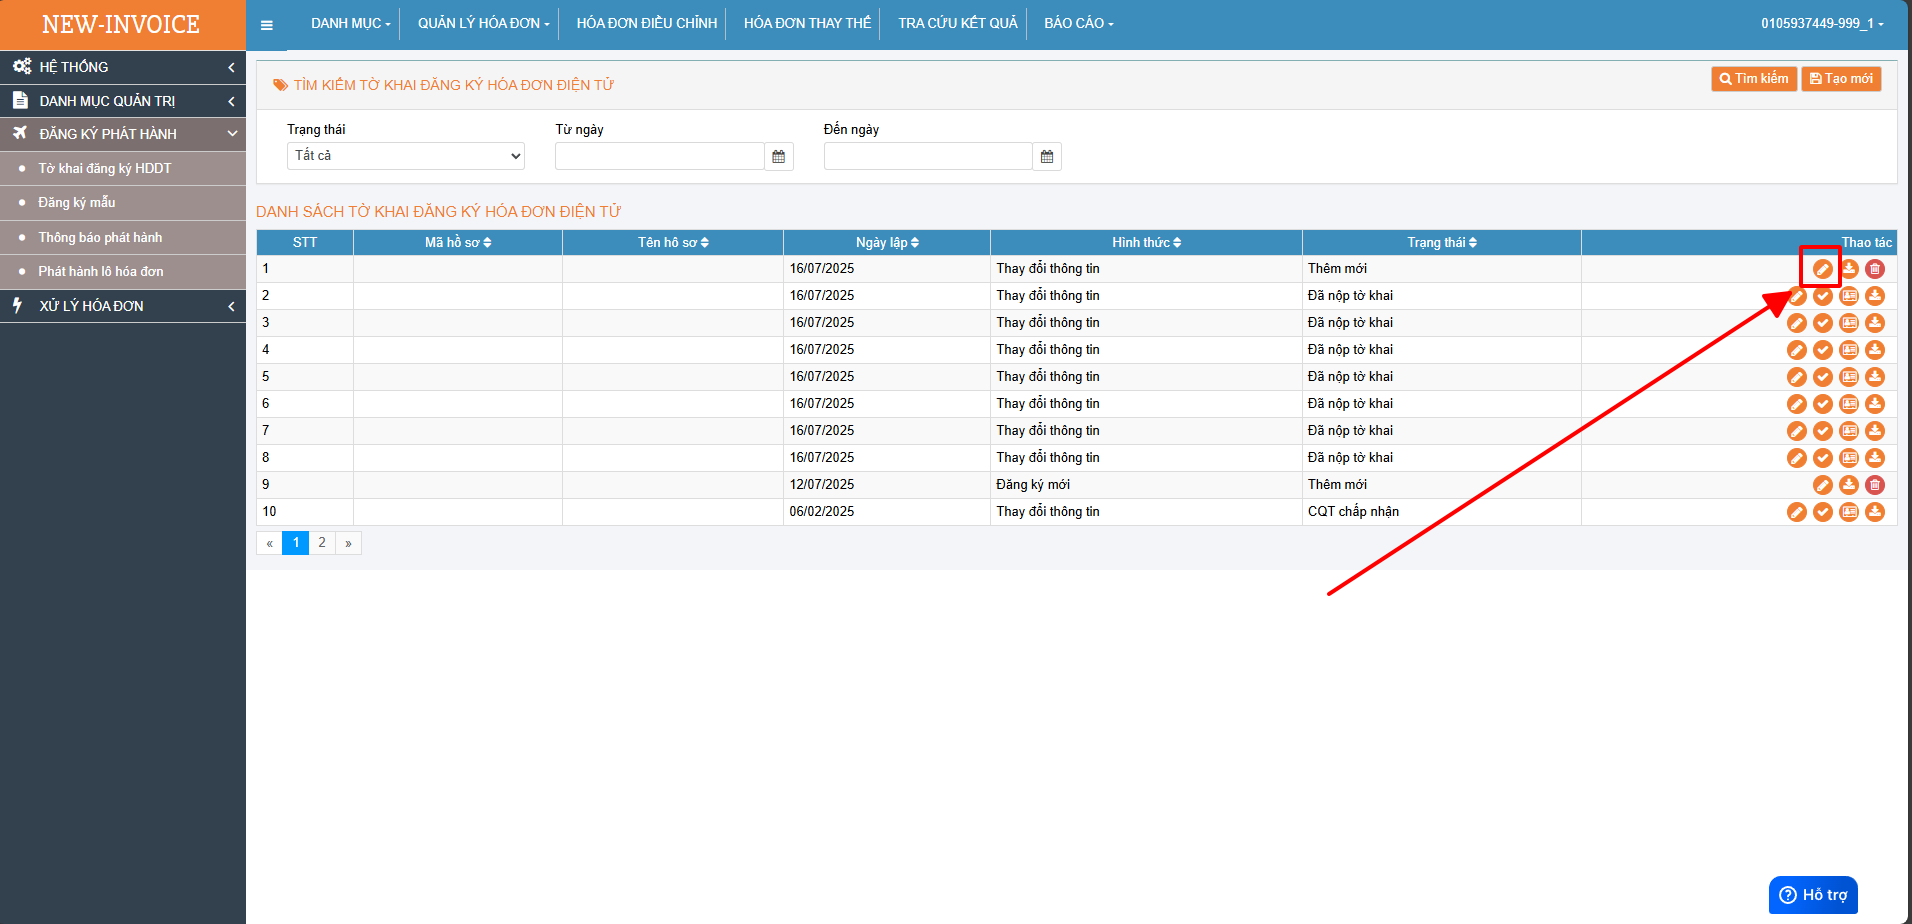 NEW-INVOICE
DANH MỤC
QUẢN LÝ HÓA ĐƠN
HÓA ĐƠN ĐIỀU CHỈNH
HÓA ĐƠN THAY THẾ
TRA CỨU KẾT QUẢ
BÁO CÁO
0105937449-999_1
HỆ THỐNG
DANH MỤC QUẢN TRỊ
ĐĂNG KÝ PHÁT HÀNH
Tờ khai đăng ký HDDT
Đăng ký mẫu
Thông báo phát hành
Phát hành lô hóa đơn
XỬ LÝ HÓA ĐƠN
TÌM KIẾM TỜ KHAI ĐĂNG KÝ HÓA ĐƠN ĐIỆN TỬ
Tìm kiếm
Tạo mới
Trạng thái
Từ ngày
Đến ngày
Tất cả
DANH SÁCH TỜ KHAI ĐĂNG KÝ HÓA ĐƠN ĐIỆN TỬ
STT Mã hồ sơ Tên hồ sơ Ngày lập Hình thức Trạng thái Thao tác
1 16/07/2025 Thay đổi thông tin Thêm mới
2 16/07/2025 Thay đổi thông tin Đã nộp tờ khai
3 16/07/2025 Thay đổi thông tin Đã nộp tờ khai
4 16/07/2025 Thay đổi thông tin Đã nộp tờ khai
5 16/07/2025 Thay đổi thông tin Đã nộp tờ khai
6 16/07/2025 Thay đổi thông tin Đã nộp tờ khai
7 16/07/2025 Thay đổi thông tin Đã nộp tờ khai
8 16/07/2025 Thay đổi thông tin Đã nộp tờ khai
9 12/07/2025 Đăng ký mới Thêm mới
10 06/02/2025 Thay đổi thông tin CQT chấp nhận
« 1 2 »
Hỗ trợ